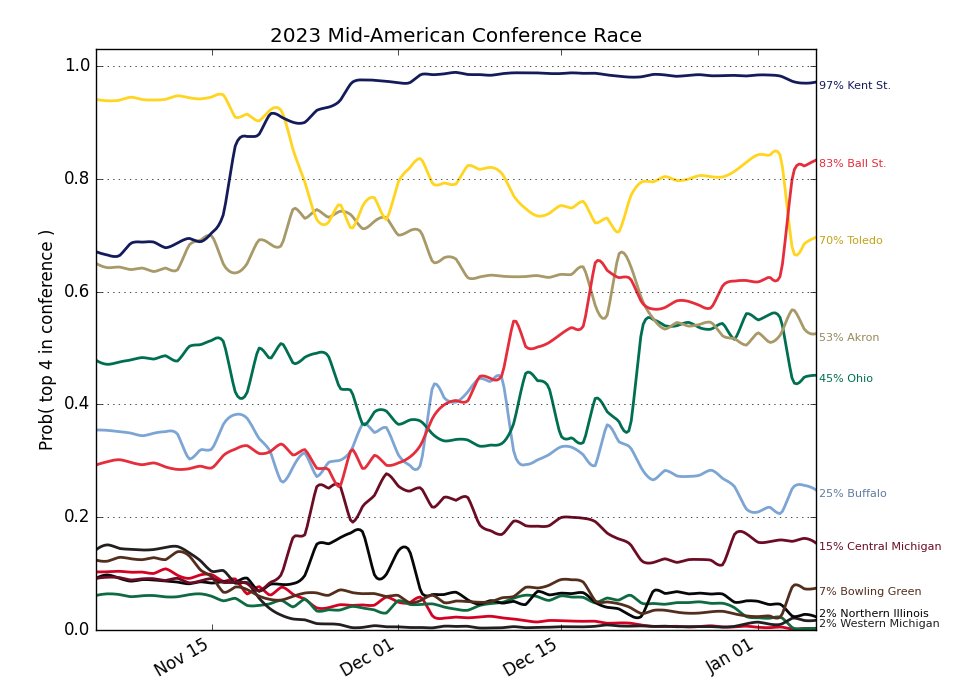 2023 Mid-American Conference Race
Prob( top 4 in conference )
1.0
0.8
0.6
0.4
0.2
0.0
Nov 15
Dec 01
Dec 15
Jan 01
97% Kent St.
83% Ball St.
70% Toledo
53% Akron
45% Ohio
25% Buffalo
15% Central Michigan
7% Bowling Green
2% Northern Illinois
2% Western Michigan